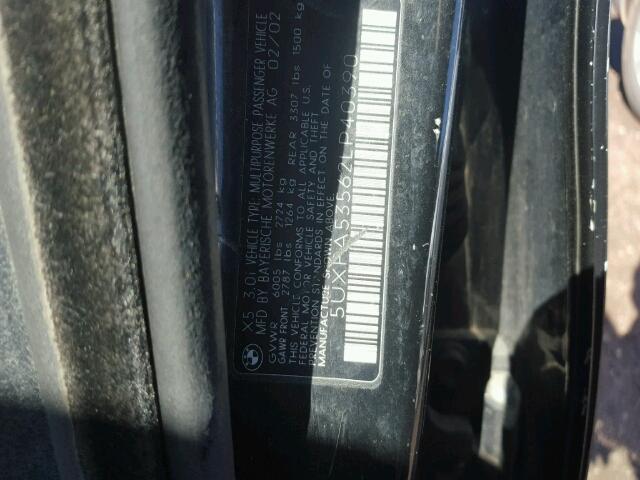 X5 3.0i VEHICLE TYPE: MULTIPURPOSE PASSENGER VEHICLE
MFD BY BAYERISCHE MOTORENWERKE AG 02/02
GVWR 6005 lbs 2724 kg
GAWR FRONT 2787 lbs 1264 kg REAR 3307 lbs 1500 kg
THIS VEHICLE CONFORMS TO ALL APPLICABLE U.S.
FEDERAL MOTOR VEHICLE SAFETY AND THEFT
PREVENTION STANDARDS IN EFFECT ON THE DATE OF
MANUFACTURE SHOWN ABOVE.
5UXFA53562LP40390